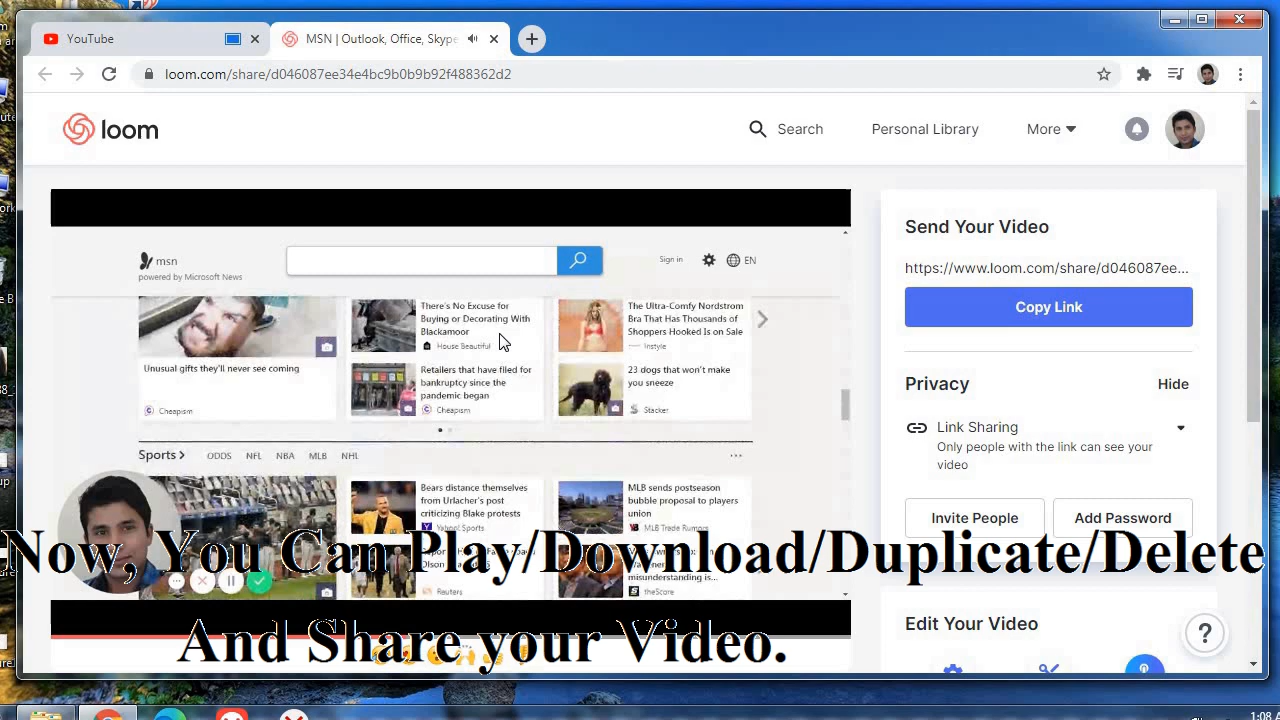 YouTube
MSN | Outlook, Office, Skype
loom.com/share/d046087ee34e4bc9b0b9b92f488362d2
loom
Search
Personal Library
More
msn
powered by Microsoft News
Sign in
EN
Unusual gifts they'll never see coming
Cheapism
There's No Excuse for
Buying or Decorating With
Blackamoor
House Beautiful
Retailers that have filed for
bankruptcy since the
pandemic began
Cheapism
The Ultra-Comfy Nordstrom
Bra That Has Thousands of
Shoppers Hooked Is on Sale
Instyle
23 dogs that won't make
you sneeze
Stacker
Sports
ODDS NFL NBA MLB NHL
Bears distance themselves
from Urlacher's post
criticizing Blake protests
Yahoo! Sports
Olson
Reuters
MLB sends postseason
bubble proposal to players
union
MLB Trade Rumors
misunderstanding is...
theScore
Send Your Video
https://www.loom.com/share/d046087ee...
Copy Link
Privacy
Hide
Link Sharing
Only people with the link can see your
video
Invite People
Add Password
Now, You Can Play/Download/Duplicate/Delete
And Share your Video.
Edit Your Video
?
1:08